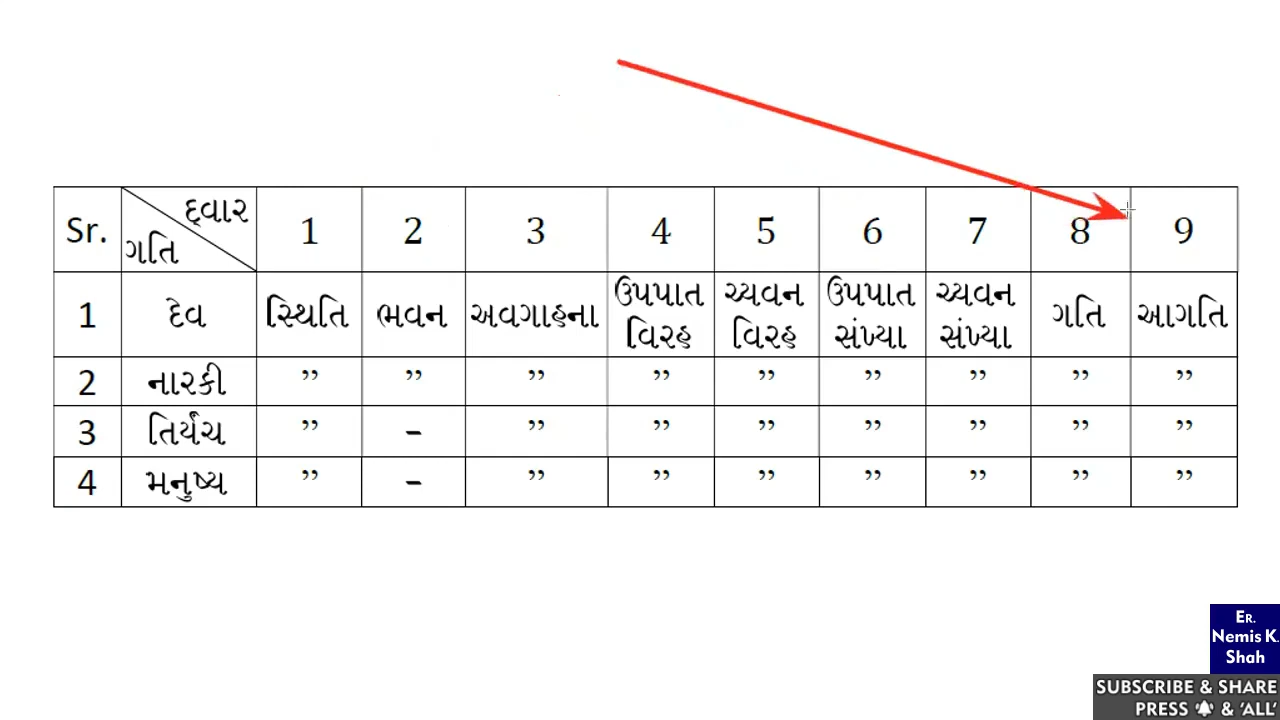 Sr. દ્વાર ગતિ 1 2 3 4 5 6 7 8 9
1 દેવ સ્થિતિ ભવન અવગાહના ઉપપાત વિરહ ચ્યવન વિરહ ઉપપાત સંખ્યા ચ્યવન સંખ્યા ગતિ આગતિ
2 નારકી ” ” ” ” ” ” ” ” ”
3 તિર્યંચ ” – ” ” ” ” ” ” ”
4 મનુષ્ય ” – ” ” ” ” ” ” ”
ER.
Nemis K.
Shah
SUBSCRIBE & SHARE
PRESS & ‘ALL’